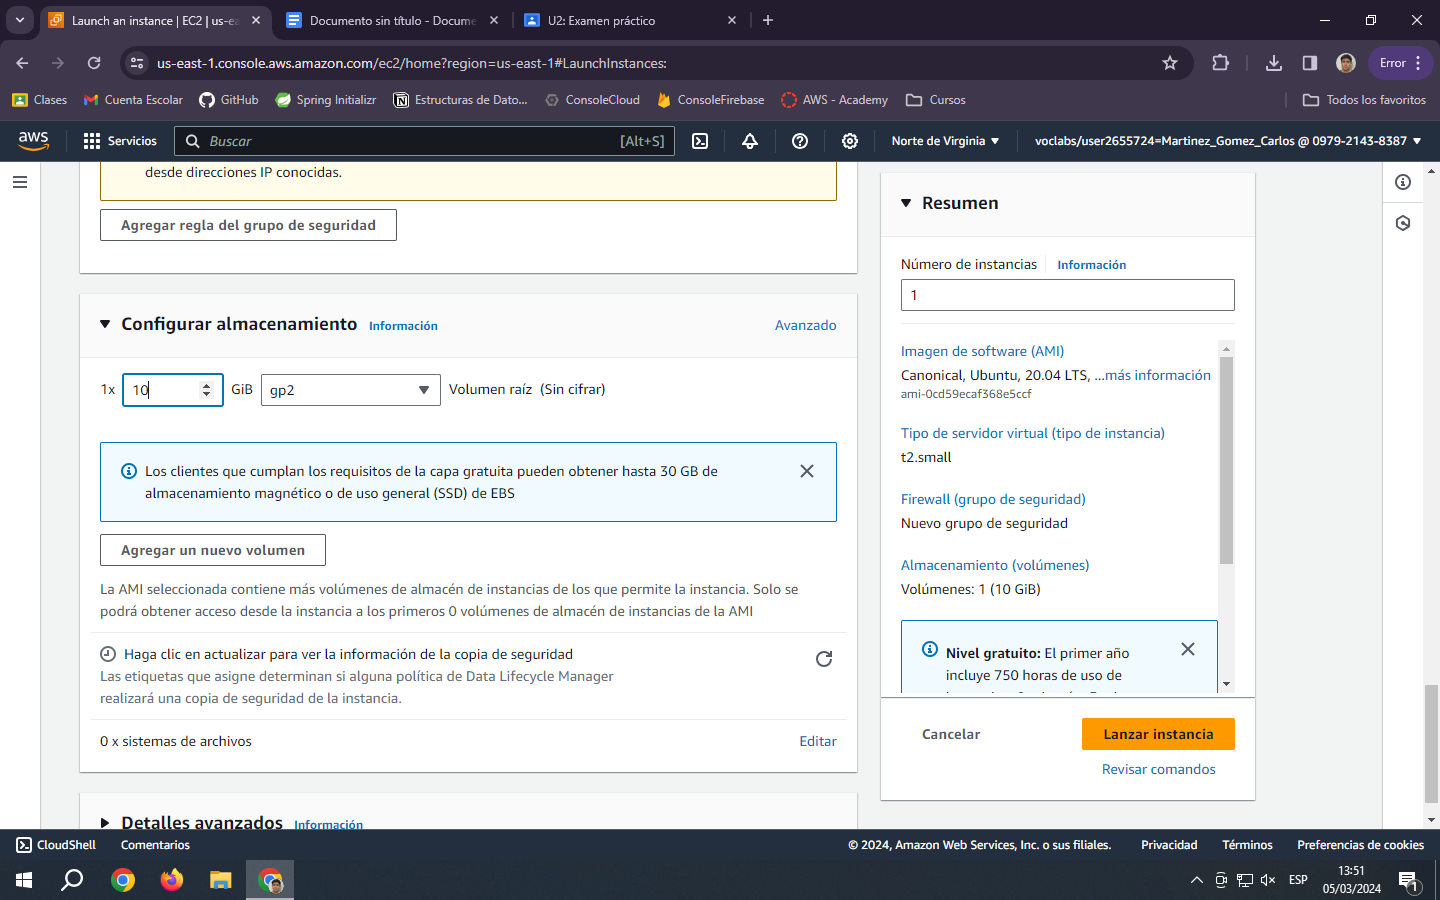 Launch an instance | EC2 | us-ea
Documento sin título - Docume
U2: Examen práctico
us-east-1.console.aws.amazon.com/ec2/home?region=us-east-1#LaunchInstances:
Error
Clases
Cuenta Escolar
GitHub
Spring Initializr
Estructuras de Dato...
ConsoleCloud
ConsoleFirebase
AWS - Academy
Cursos
Todos los favoritos
aws
Servicios
Buscar
[Alt+S]
Norte de Virginia
voclabs/user2655724=Martinez_Gomez_Carlos @ 0979-2143-8387
desde direcciones IP conocidas.
Agregar regla del grupo de seguridad
Configurar almacenamiento Información
Avanzado
1x 10 GiB gp2 Volumen raíz (Sin cifrar)
Los clientes que cumplan los requisitos de la capa gratuita pueden obtener hasta 30 GB de
almacenamiento magnético o de uso general (SSD) de EBS
Agregar un nuevo volumen
La AMI seleccionada contiene más volúmenes de almacén de instancias de los que permite la instancia. Solo se
podrá obtener acceso desde la instancia a los primeros 0 volúmenes de almacén de instancias de la AMI
Haga clic en actualizar para ver la información de la copia de seguridad
Las etiquetas que asigne determinan si alguna política de Data Lifecycle Manager
realizará una copia de seguridad de la instancia.
0 x sistemas de archivos
Editar
Detalles avanzados Información
Resumen
Número de instancias Información
1
Imagen de software (AMI)
Canonical, Ubuntu, 20.04 LTS, ...más información
ami-0cd59ecaf368e5ccf
Tipo de servidor virtual (tipo de instancia)
t2.small
Firewall (grupo de seguridad)
Nuevo grupo de seguridad
Almacenamiento (volúmenes)
Volúmenes: 1 (10 GiB)
Nivel gratuito: El primer año
incluye 750 horas de uso de
Cancelar
Lanzar instancia
Revisar comandos
CloudShell
Comentarios
© 2024, Amazon Web Services, Inc. o sus filiales.
Privacidad
Términos
Preferencias de cookies
ESP
13:51
05/03/2024
1